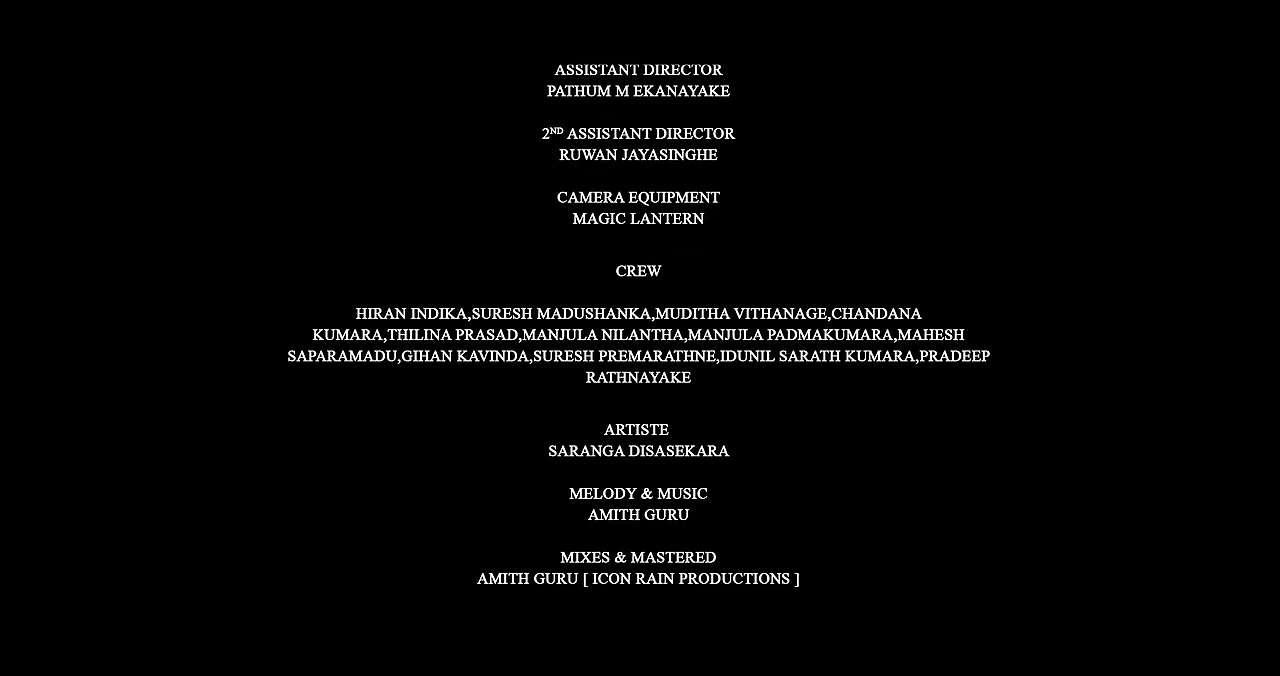 ASSISTANT DIRECTOR
PATHUM M EKANAYAKE
2ND ASSISTANT DIRECTOR
RUWAN JAYASINGHE
CAMERA EQUIPMENT
MAGIC LANTERN
CREW
HIRAN INDIKA,SURESH MADUSHANKA,MUDITHA VITHANAGE,CHANDANA
KUMARA,THILINA PRASAD,MANJULA NILANTHA,MANJULA PADMAKUMARA,MAHESH
SAPARAMADU,GIHAN KAVINDA,SURESH PREMARATHNE,IDUNIL SARATH KUMARA,PRADEEP
RATHNAYAKE
ARTISTE
SARANGA DISASEKARA
MELODY & MUSIC
AMITH GURU
MIXES & MASTERED
AMITH GURU [ ICON RAIN PRODUCTIONS ]